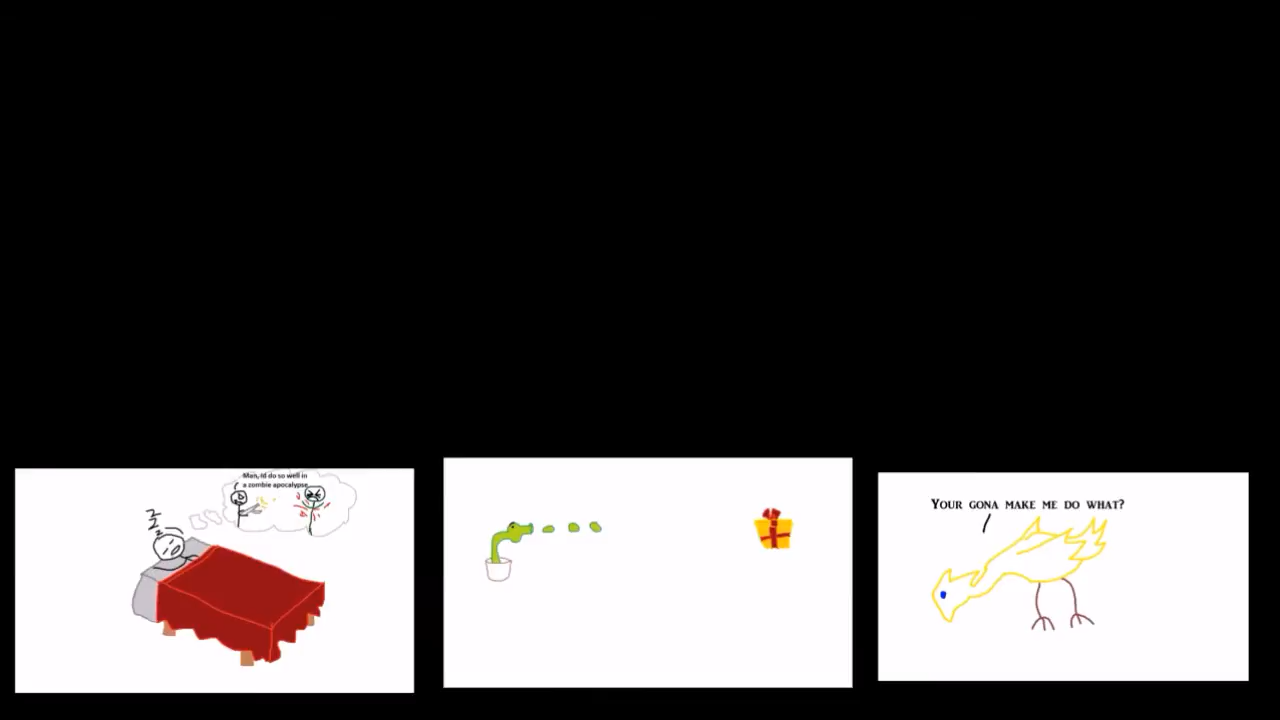 Man, Id do so well in
a zombie apocalypse
z
z
z
Your gona make me do what?